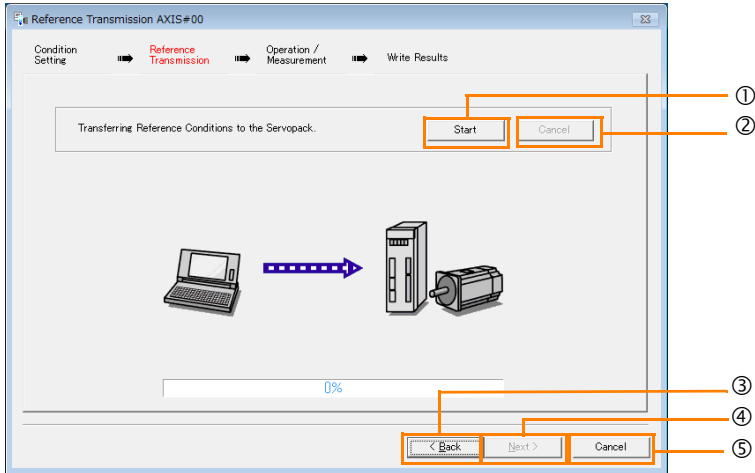 Reference Transmission AXIS#00
Condition Setting
Reference Transmission
Operation / Measurement
Write Results
Transferring Reference Conditions to the Servopack.
Start
Cancel
①
②
0%
③
④
⑤
< Back
Next >
Cancel